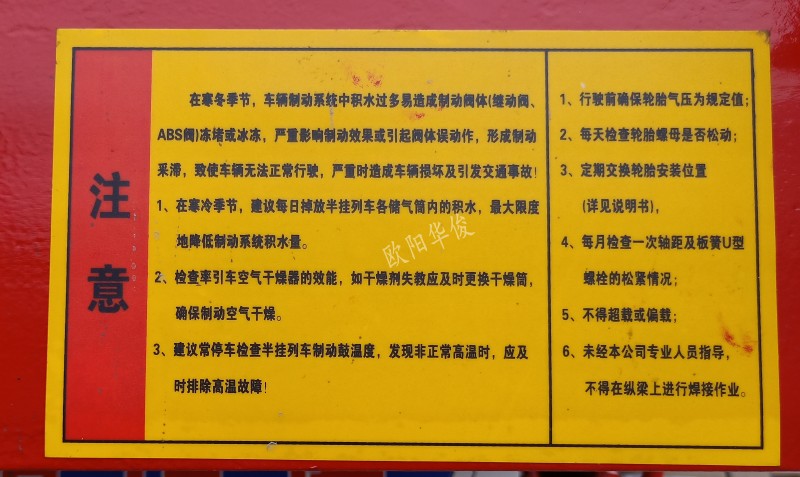 注意
在寒冬季节，车辆制动系统中积水过多易造成制动阀体(继动阀、
ABS阀)冻堵或冰冻，严重影响制动效果或引起阀体误动作，形成制动
采滞，致使车辆无法正常行驶，严重时造成车辆损坏及引发交通事故！
1、在寒冷季节，建议每日掉放半挂列车各储气筒内的积水，最大限度
地降低制动系统积水量。
2、检查率引车空气干燥器的效能，如干燥剂失教应及时更换干燥筒，
确保制动空气干燥。
3、建议常停车检查半挂列车制动鼓温度，发现非正常高温时，应及
时排除高温故障！
1、行驶前确保轮胎气压为规定值；
2、每天检查轮胎螺母是否松动；
3、定期交换轮胎安装位置
(详见说明书)，
4、每月检查一次轴距及板簧U型
螺栓的松紧情况；
5、不得超载或偏载；
6、未经本公司专业人员指导，
不得在纵梁上进行焊接作业。
欧阳华俊